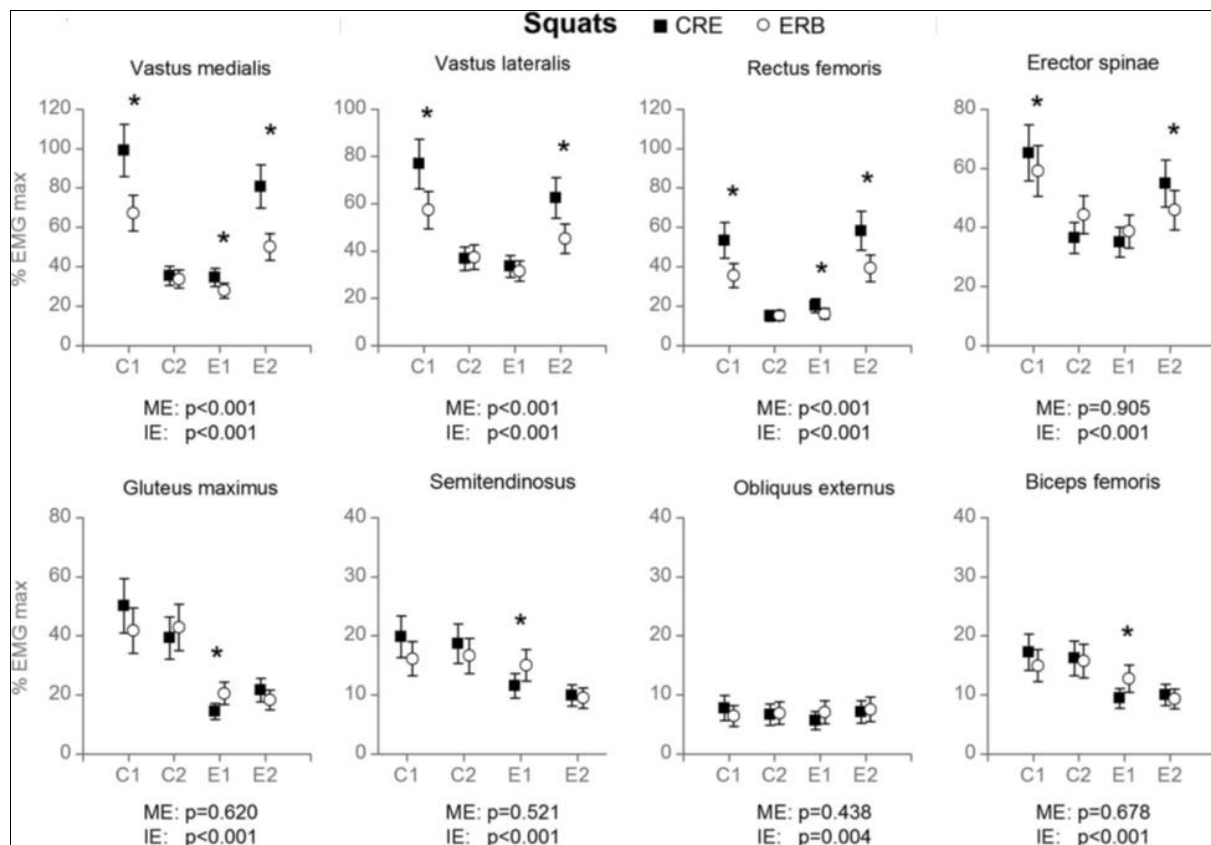 Squats ■ CRE ○ ERB
Vastus medialis
Vastus lateralis
Rectus femoris
Erector spinae
% EMG max
120
100
80
60
40
20
0
*
*
*
C1 C2 E1 E2
ME: p<0.001
IE: p<0.001
100
80
60
40
20
0
*
*
C1 C2 E1 E2
ME: p<0.001
IE: p<0.001
120
100
80
60
40
20
0
*
*
*
C1 C2 E1 E2
ME: p<0.001
IE: p<0.001
80
60
40
20
0
*
*
C1 C2 E1 E2
ME: p=0.905
IE: p<0.001
Gluteus maximus
Semitendinosus
Obliquus externus
Biceps femoris
% EMG max
80
60
40
20
0
*
C1 C2 E1 E2
ME: p=0.620
IE: p<0.001
40
30
20
10
0
*
C1 C2 E1 E2
ME: p=0.521
IE: p<0.001
40
30
20
10
0
C1 C2 E1 E2
ME: p=0.438
IE: p=0.004
40
30
20
10
0
*
C1 C2 E1 E2
ME: p=0.678
IE: p<0.001